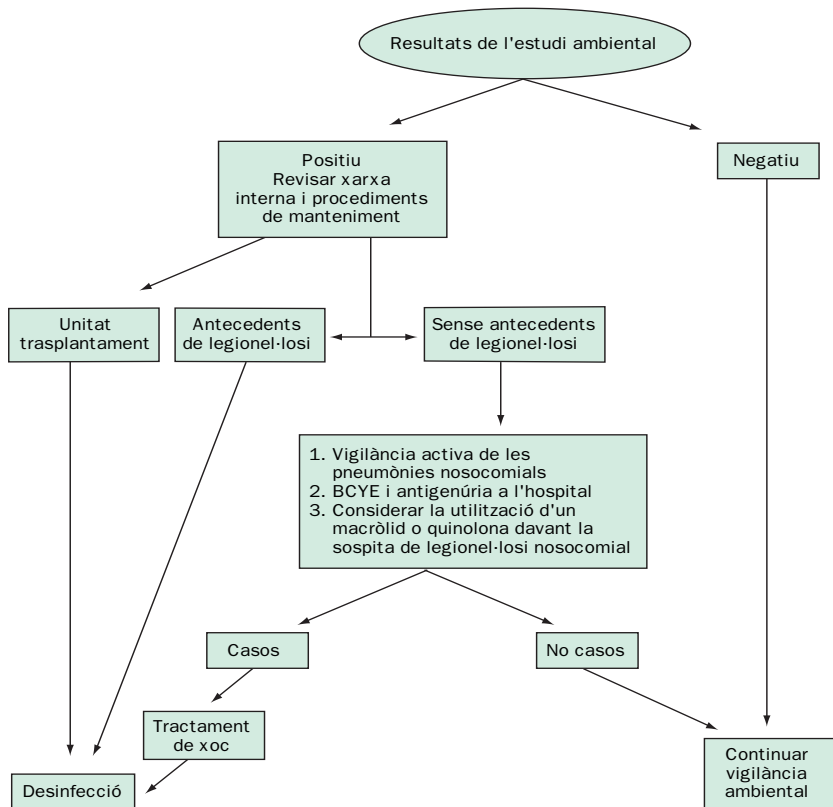 Resultats de l'estudi ambiental
Positiu
Revisar xarxa
interna i procediments
de manteniment
Negatiu
Unitat
trasplantament
Antecedents
de legionel·losi
Sense antecedents
de legionel·losi
1. Vigilància activa de les
pneumònies nosocomials
2. BCYE i antigenúria a l'hospital
3. Considerar la utilització d'un
macròlid o quinolona davant la
sospita de legionel·losi nosocomial
Casos
No casos
Tractament
de xoc
Desinfecció
Continuar
vigilància
ambiental